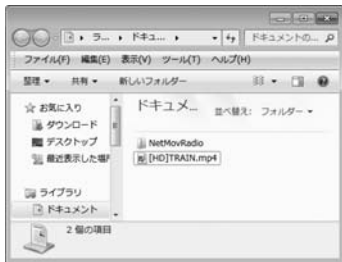 ラ... ドキュ... ドキュメントの...
ファイル(F) 編集(E) 表示(V) ツール(T) ヘルプ(H)
整理 共有 新しいフォルダー
お気に入り
ダウンロード
デスクトップ
最近表示した場所
ライブラリ
ドキュメント
ドキュメ... 並べ替え: フォルダー
NetMovRadio
[HD]TRAIN.mp4
2 個の項目